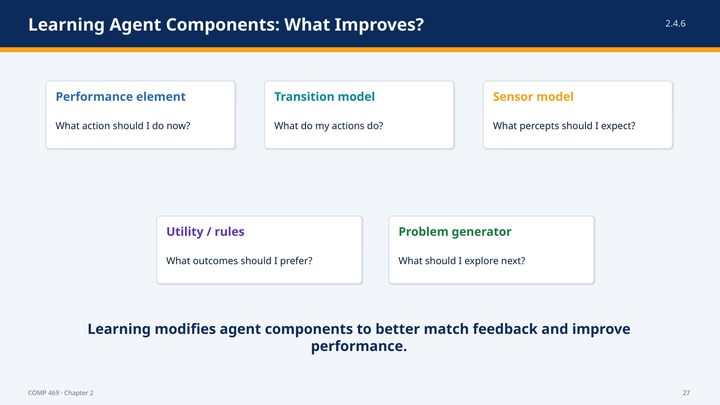 Learning Agent Components: What Improves?
2.4.6
Performance element
What action should I do now?
Transition model
What do my actions do?
Sensor model
What percepts should I expect?
Utility / rules
What outcomes should I prefer?
Problem generator
What should I explore next?
Learning modifies agent components to better match feedback and improve
performance.
COMP 469 · Chapter 2
27